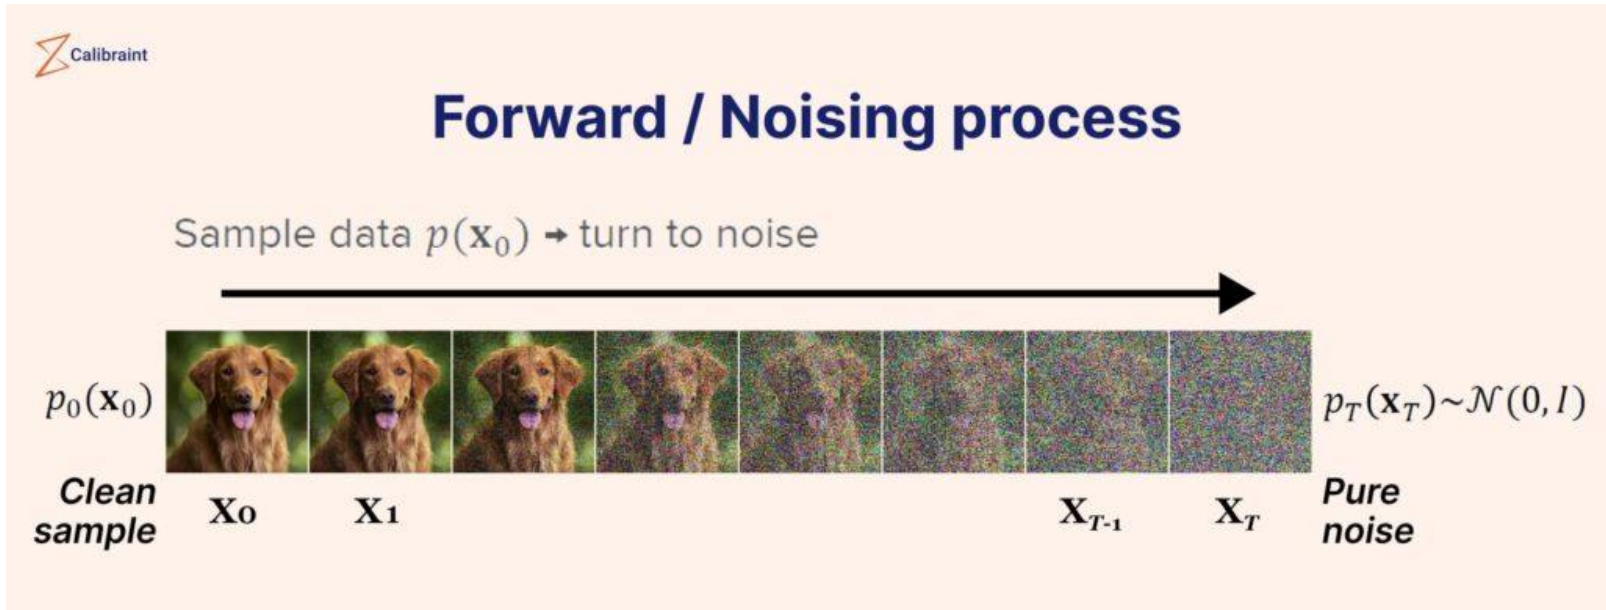 Calibraint
Forward / Noising process
Sample data p(x₀) → turn to noise
p₀(x₀)
p_T(x_T)~𝒩(0, I)
Clean
sample
X₀
X₁
X_{T-1}
X_T
Pure
noise